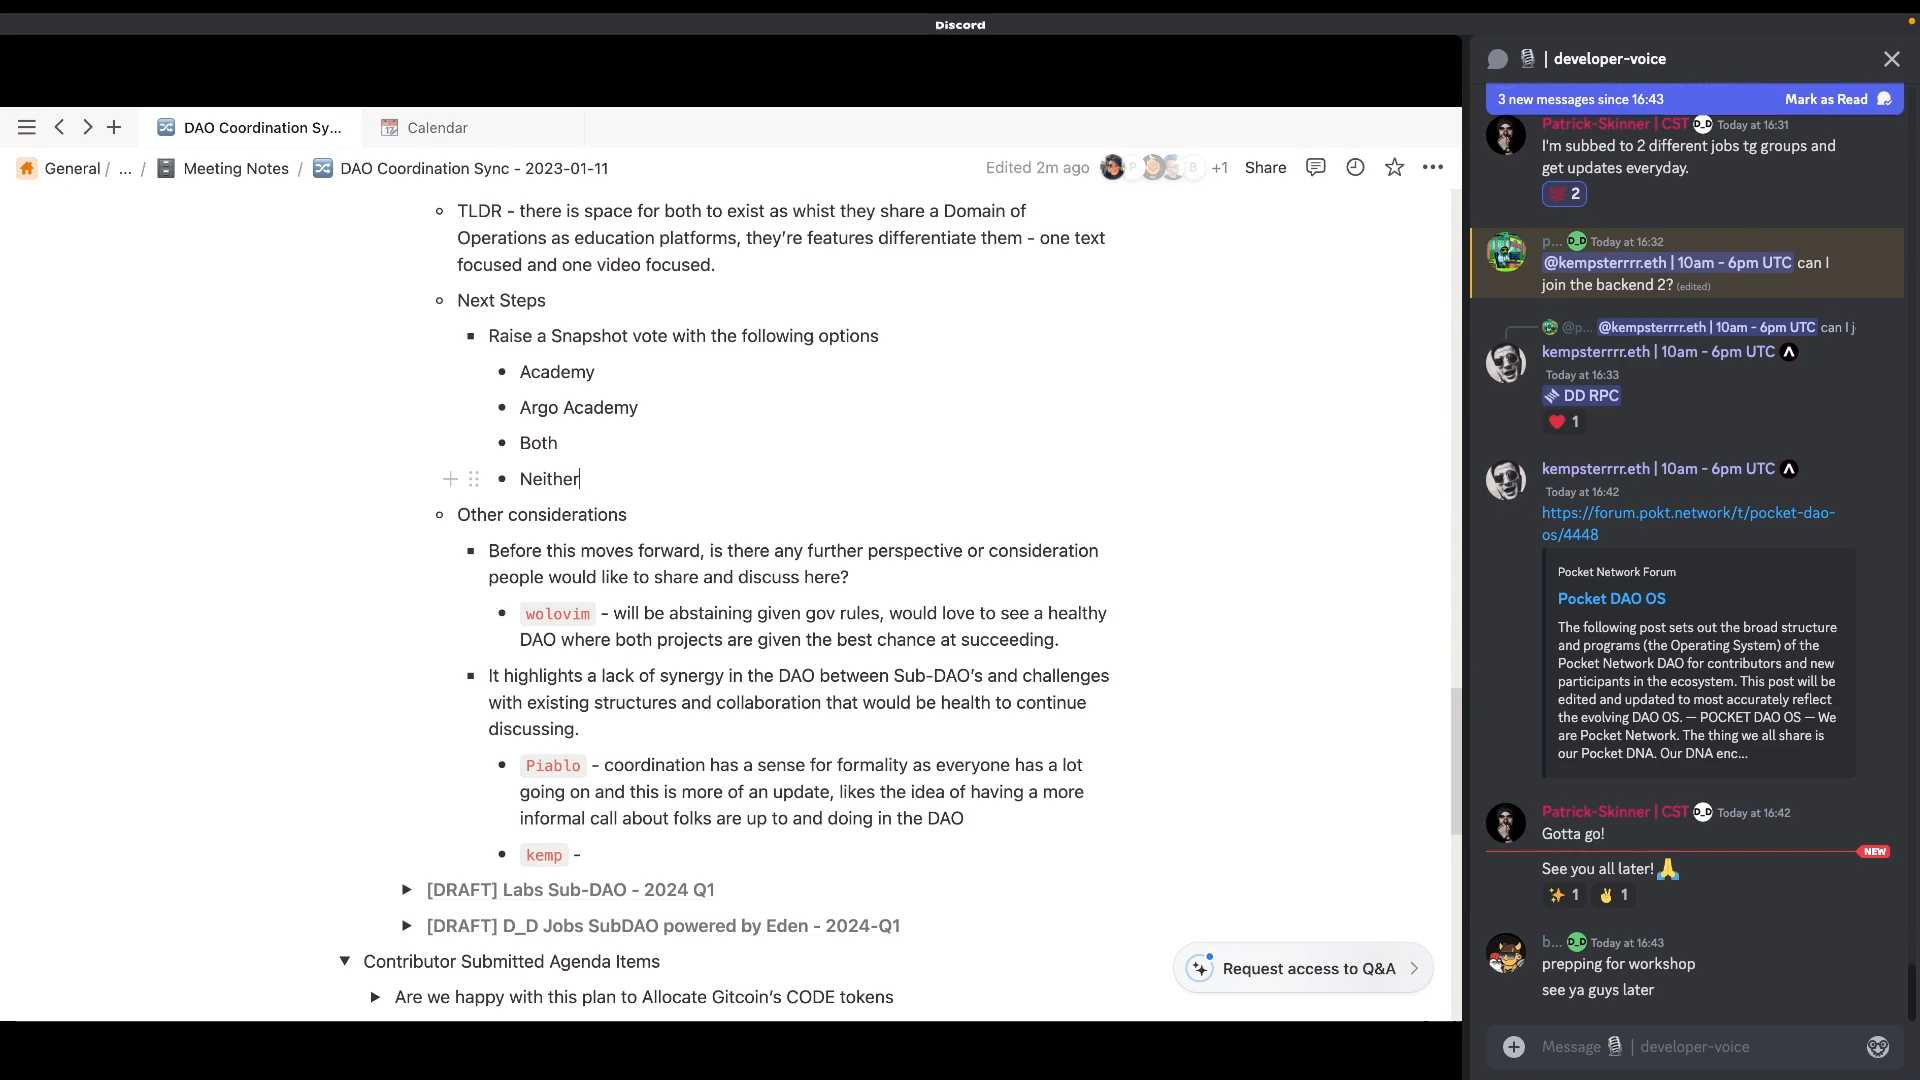 Discord
DAO Coordination Sy...
Calendar
General / ... / Meeting Notes / DAO Coordination Sync - 2023-01-11
Edited 2m ago
P
B
+1
Share
TLDR - there is space for both to exist as whist they share a Domain of
Operations as education platforms, they're features differentiate them - one text
focused and one video focused.
Next Steps
Raise a Snapshot vote with the following options
Academy
Argo Academy
Both
Neither
Other considerations
Before this moves forward, is there any further perspective or consideration
people would like to share and discuss here?
wolovim - will be abstaining given gov rules, would love to see a healthy
DAO where both projects are given the best chance at succeeding.
It highlights a lack of synergy in the DAO between Sub-DAO's and challenges
with existing structures and collaboration that would be health to continue
discussing.
Piablo - coordination has a sense for formality as everyone has a lot
going on and this is more of an update, likes the idea of having a more
informal call about folks are up to and doing in the DAO
kemp -
[DRAFT] Labs Sub-DAO - 2024 Q1
[DRAFT] D_D Jobs SubDAO powered by Eden - 2024-Q1
Contributor Submitted Agenda Items
Are we happy with this plan to Allocate Gitcoin's CODE tokens
Request access to Q&A
| developer-voice
3 new messages since 16:43
Mark as Read
Patrick-Skinner | CST D_D Today at 16:31
I'm subbed to 2 different jobs tg groups and
get updates everyday.
💯 2
p... D_D Today at 16:32
@kempsterrrr.eth | 10am - 6pm UTC can I
join the backend 2? (edited)
@p... @kempsterrrr.eth | 10am - 6pm UTC can I j
kempsterrrr.eth | 10am - 6pm UTC
Today at 16:33
DD RPC
❤️ 1
kempsterrrr.eth | 10am - 6pm UTC
Today at 16:42
https://forum.pokt.network/t/pocket-dao-
os/4448
Pocket Network Forum
Pocket DAO OS
The following post sets out the broad structure
and programs (the Operating System) of the
Pocket Network DAO for contributors and new
participants in the ecosystem. This post will be
edited and updated to most accurately reflect
the evolving DAO OS. — POCKET DAO OS — We
are Pocket Network. The thing we all share is
our Pocket DNA. Our DNA enc...
Patrick-Skinner | CST D_D Today at 16:42
Gotta go!
NEW
See you all later! 🙏
✨ 1 ✌️ 1
b... D_D Today at 16:43
prepping for workshop
see ya guys later
Message 🎙️ | developer-voice